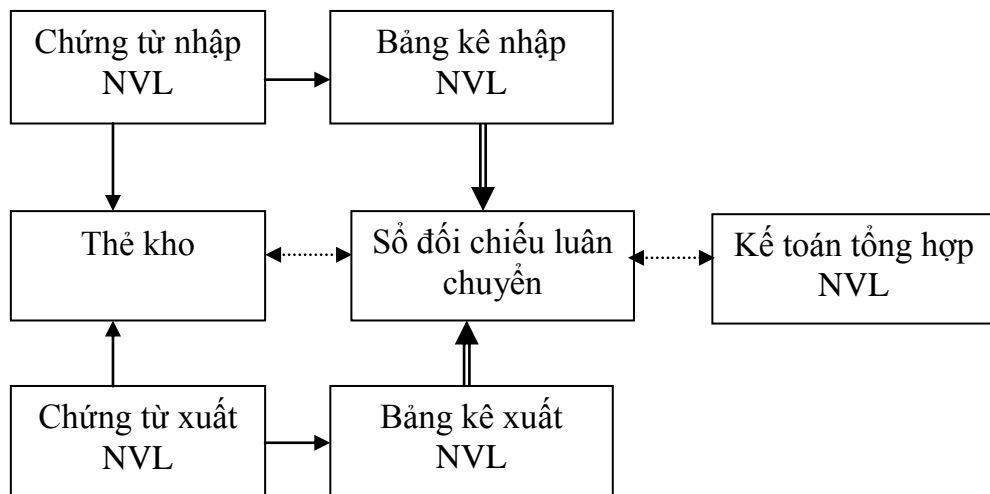 Chứng từ nhập
NVL
Bảng kê nhập
NVL
Thẻ kho
Sổ đối chiếu luân
chuyển
Kế toán tổng hợp
NVL
Chứng từ xuất
NVL
Bảng kê xuất
NVL